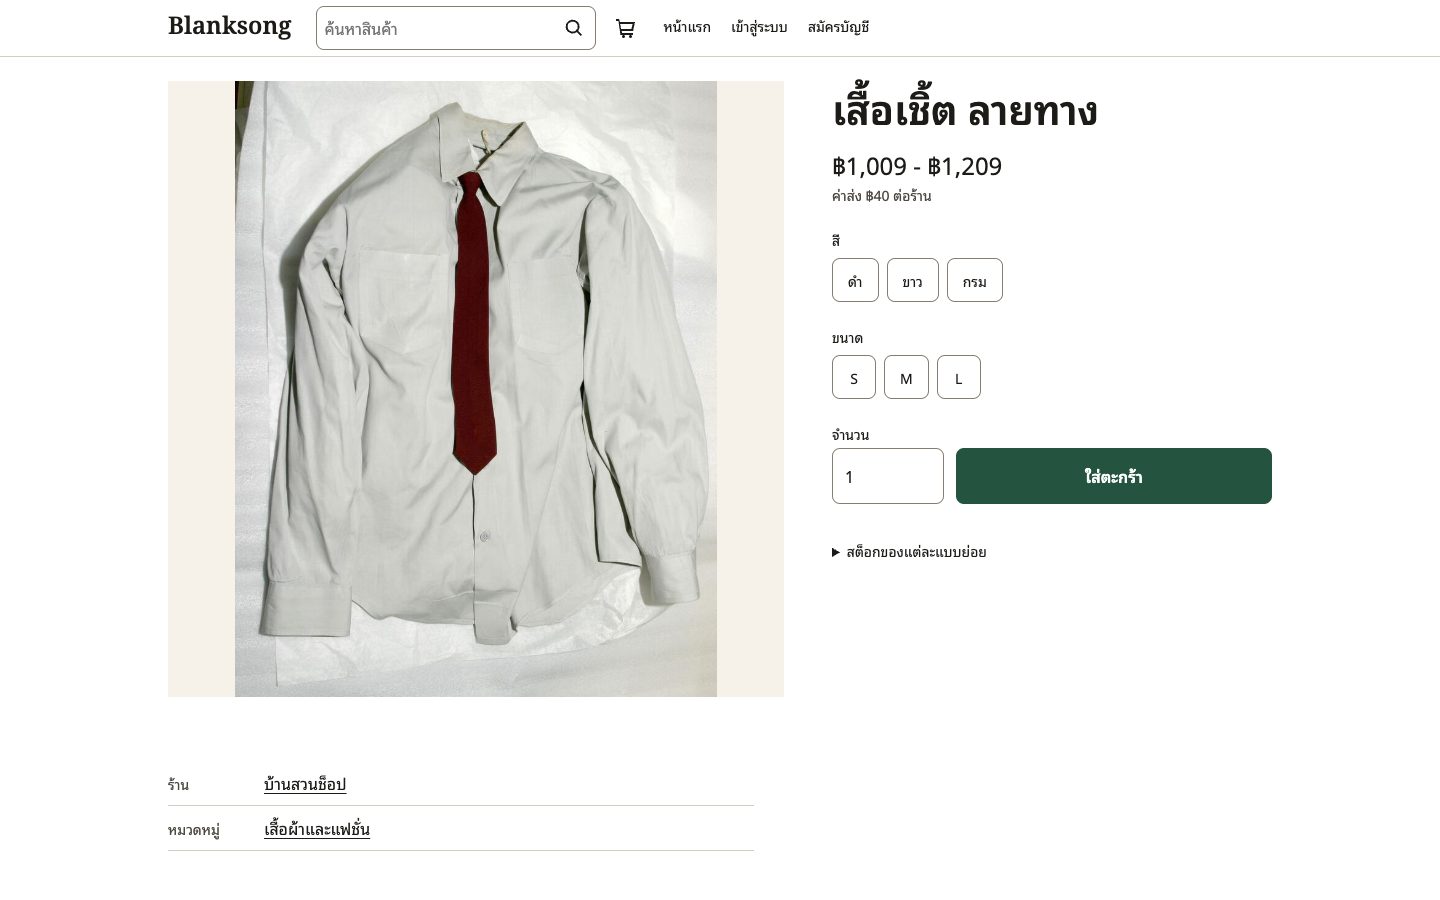 Blanksong
ค้นหาสินค้า
หน้าแรก
เข้าสู่ระบบ
สมัครบัญชี
เสื้อเชิ้ต ลายทาง
฿1,009 - ฿1,209
ค่าส่ง ฿40 ต่อร้าน
สี
ดำ
ขาว
กรม
ขนาด
S
M
L
จำนวน
1
ใส่ตะกร้า
สต็อกของแต่ละแบบย่อย
ร้าน
บ้านสวนช็อป
หมวดหมู่
เสื้อผ้าและแฟชั่น